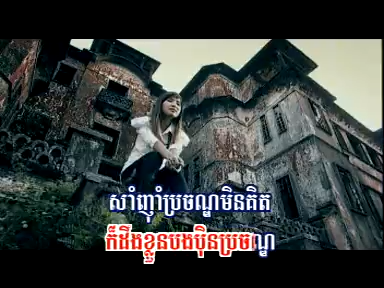 សាំញ៉ាំប្រចណ្ឌមិនគិត
ក៏ដឹងខ្លួនបងប៉ិនប្រចណ្ឌ